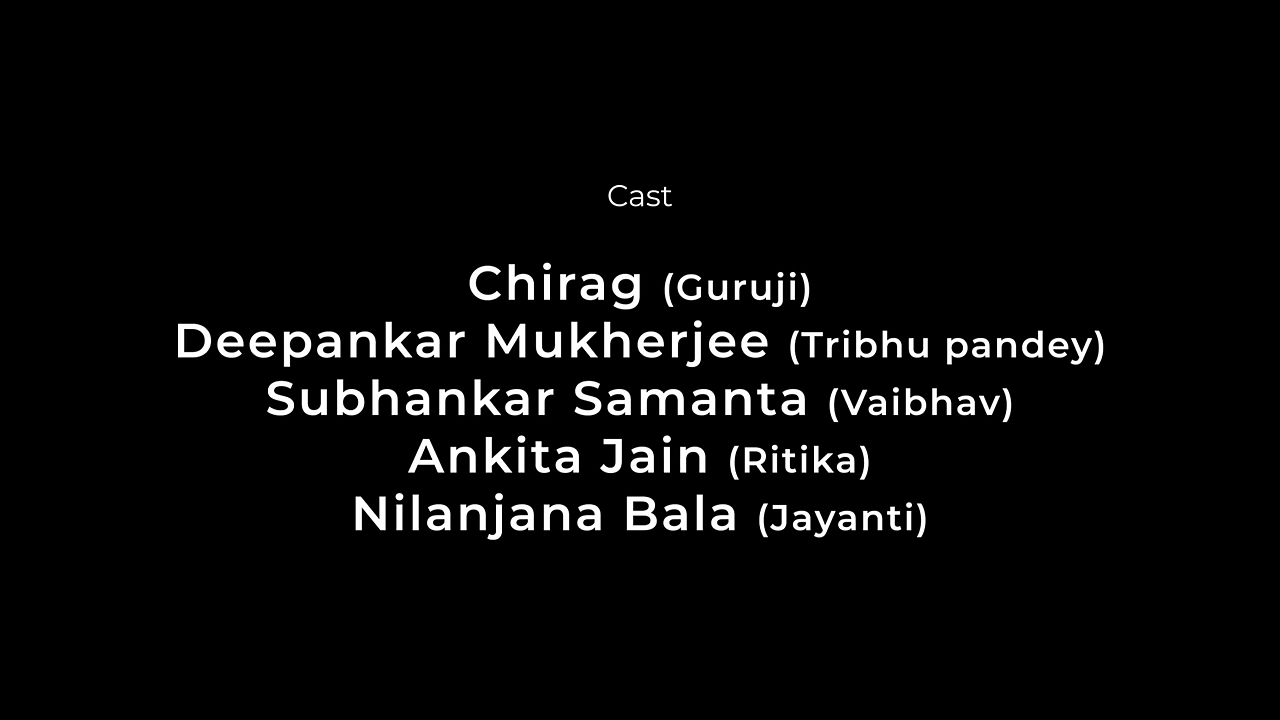 Cast
Chirag (Guruji)
Deepankar Mukherjee (Tribhu pandey)
Subhankar Samanta (Vaibhav)
Ankita Jain (Ritika)
Nilanjana Bala (Jayanti)